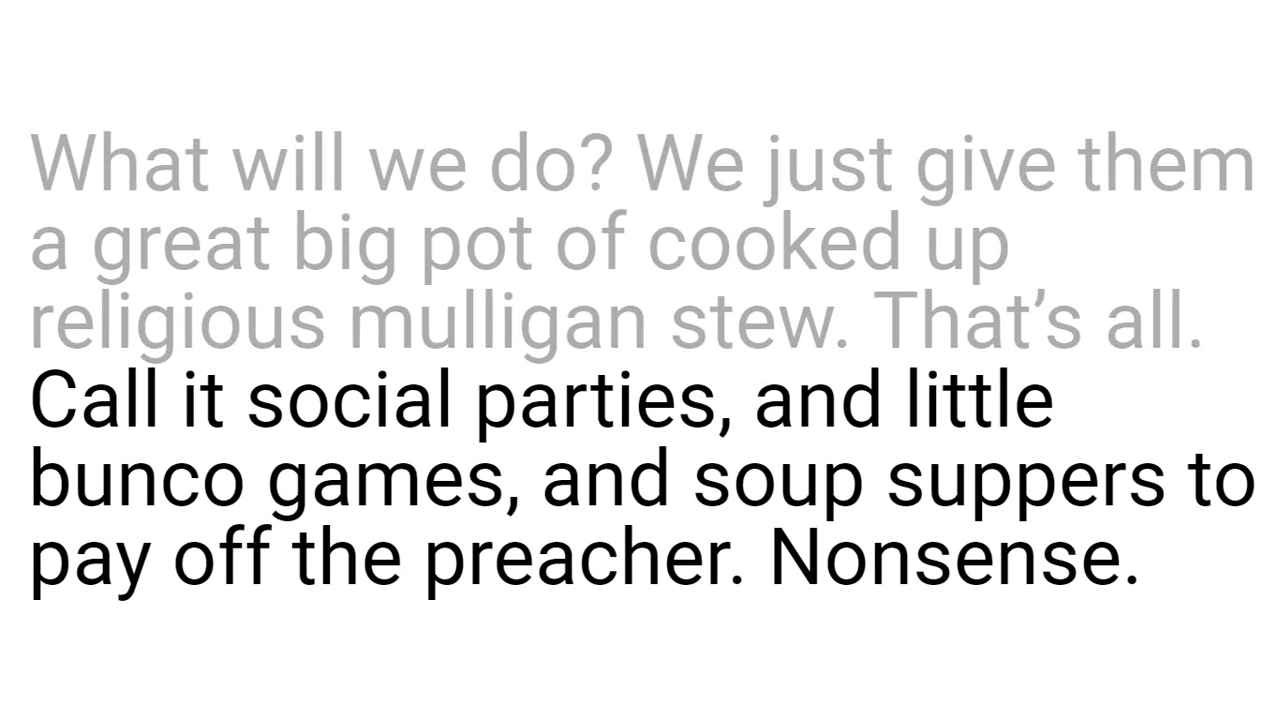 What will we do? We just give them
a great big pot of cooked up
religious mulligan stew. That’s all.
Call it social parties, and little
bunco games, and soup suppers to
pay off the preacher. Nonsense.